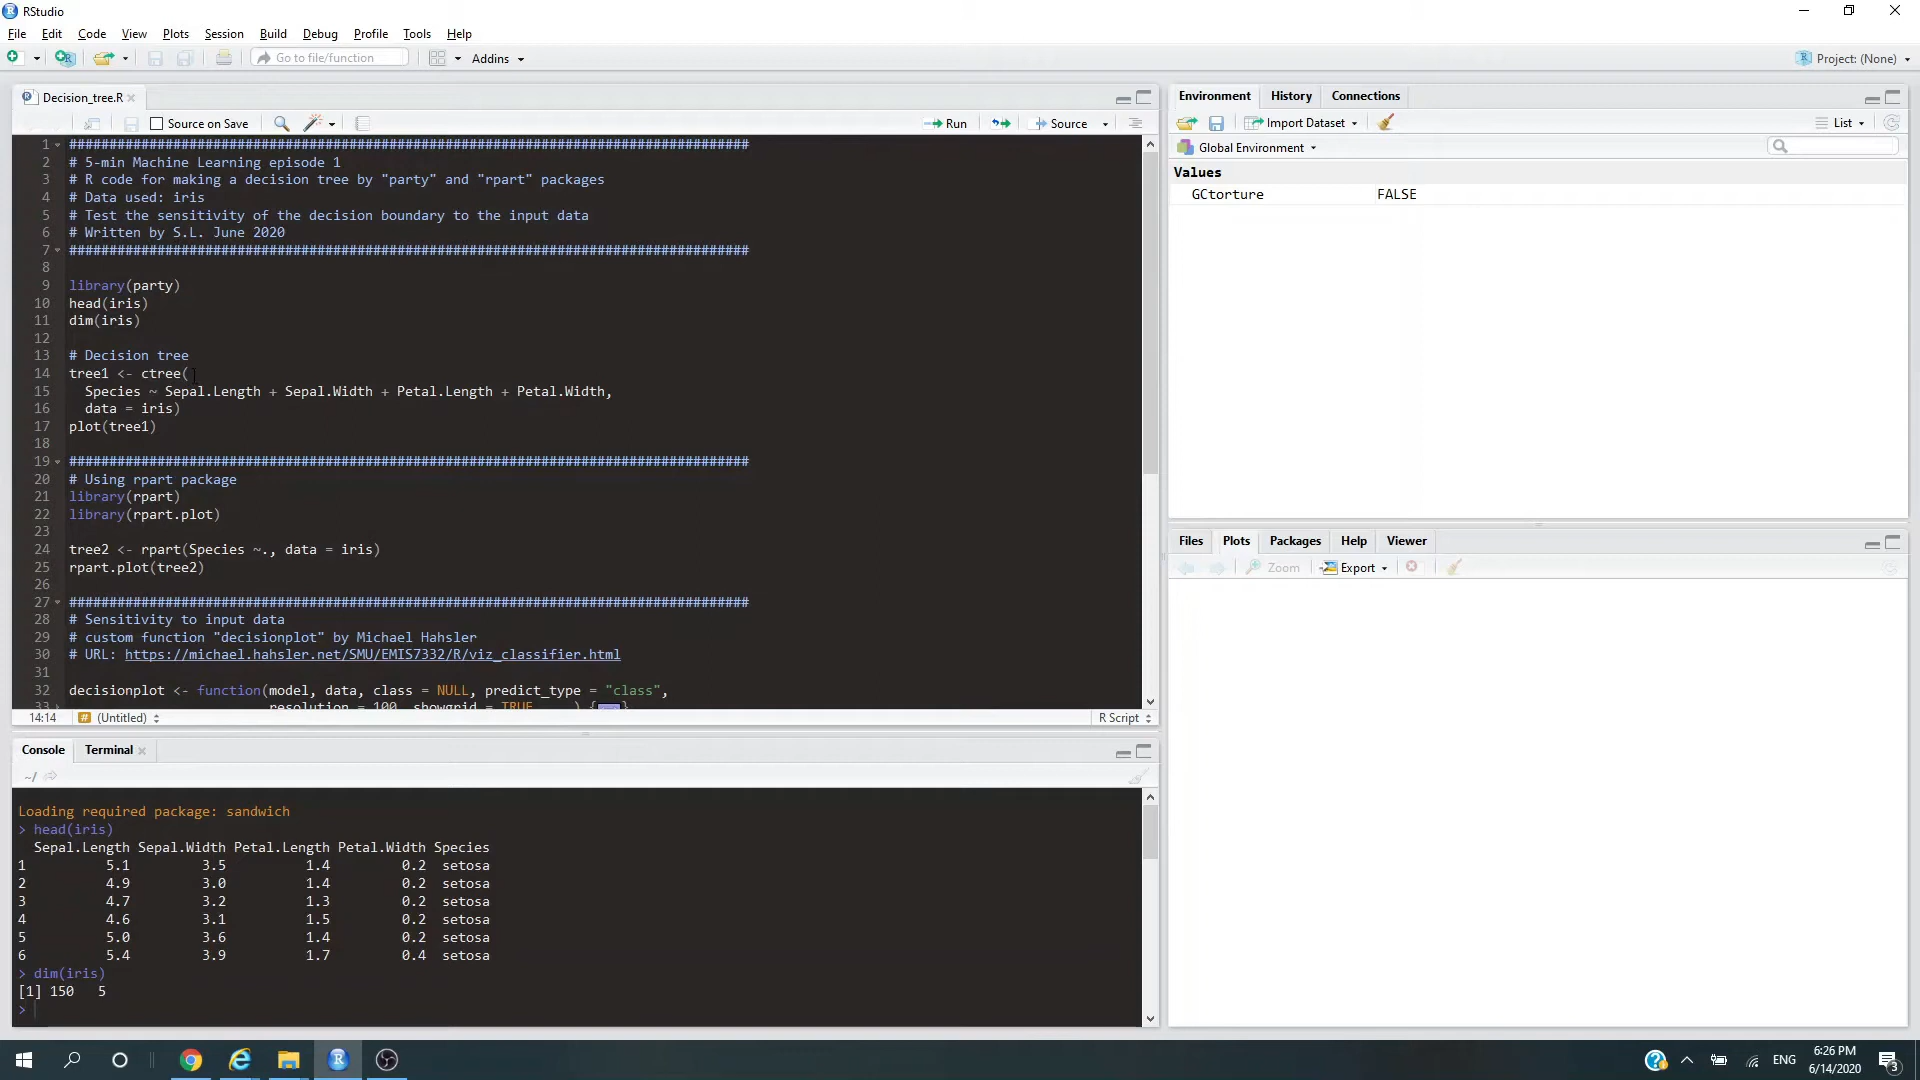 RStudio
File Edit Code View Plots Session Build Debug Profile Tools Help
Go to file/function Addins Project: (None)
Decision_tree.R
Source on Save Run Source
1 #####################################################################################
2 # 5-min Machine Learning episode 1
3 # R code for making a decision tree by "party" and "rpart" packages
4 # Data used: iris
5 # Test the sensitivity of the decision boundary to the input data
6 # Written by S.L. June 2020
7 #####################################################################################
8
9 library(party)
10 head(iris)
11 dim(iris)
12
13 # Decision tree
14 tree1 <- ctree(
15 Species ~ Sepal.Length + Sepal.Width + Petal.Length + Petal.Width,
16 data = iris)
17 plot(tree1)
18
19 #####################################################################################
20 # Using rpart package
21 library(rpart)
22 library(rpart.plot)
23
24 tree2 <- rpart(Species ~., data = iris)
25 rpart.plot(tree2)
26
27 #####################################################################################
28 # Sensitivity to input data
29 # custom function "decisionplot" by Michael Hahsler
30 # URL: https://michael.hahsler.net/SMU/EMIS7332/R/viz_classifier.html
31
32 decisionplot <- function(model, data, class = NULL, predict_type = "class",
33 resolution = 100, showgrid = TRUE, ...) {
14:14 # (Untitled) R Script
Console Terminal
~/
Loading required package: sandwich
> head(iris)
Sepal.Length Sepal.Width Petal.Length Petal.Width Species
1 5.1 3.5 1.4 0.2 setosa
2 4.9 3.0 1.4 0.2 setosa
3 4.7 3.2 1.3 0.2 setosa
4 4.6 3.1 1.5 0.2 setosa
5 5.0 3.6 1.4 0.2 setosa
6 5.4 3.9 1.7 0.4 setosa
> dim(iris)
[1] 150 5
>
Environment History Connections
Import Dataset List
Global Environment
Values
GCtorture FALSE
Files Plots Packages Help Viewer
Zoom Export
ENG 6:26 PM
6/14/2020 3